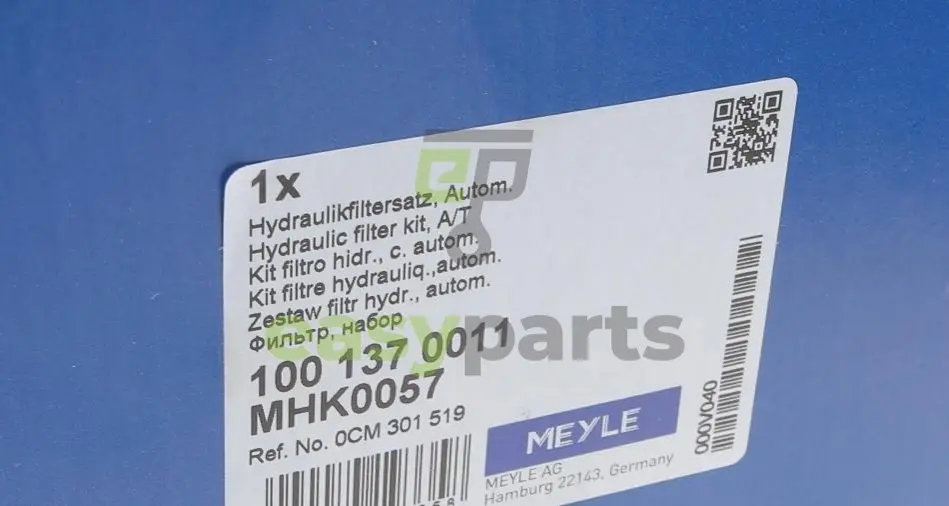 1x
Hydraulikfiltersatz, Autom.
Hydraulic filter kit, A/T
Kit filtro hidr., c. autom.
Kit filtre hydrauliq.,autom.
Zestaw filtr hydr., autom.
Фильтр, набор
100 137 0011
MHK0057
Ref. No. 0CM 301 519
MEYLE
MEYLE AG
Hamburg 22143, Germany
000V040
easyparts